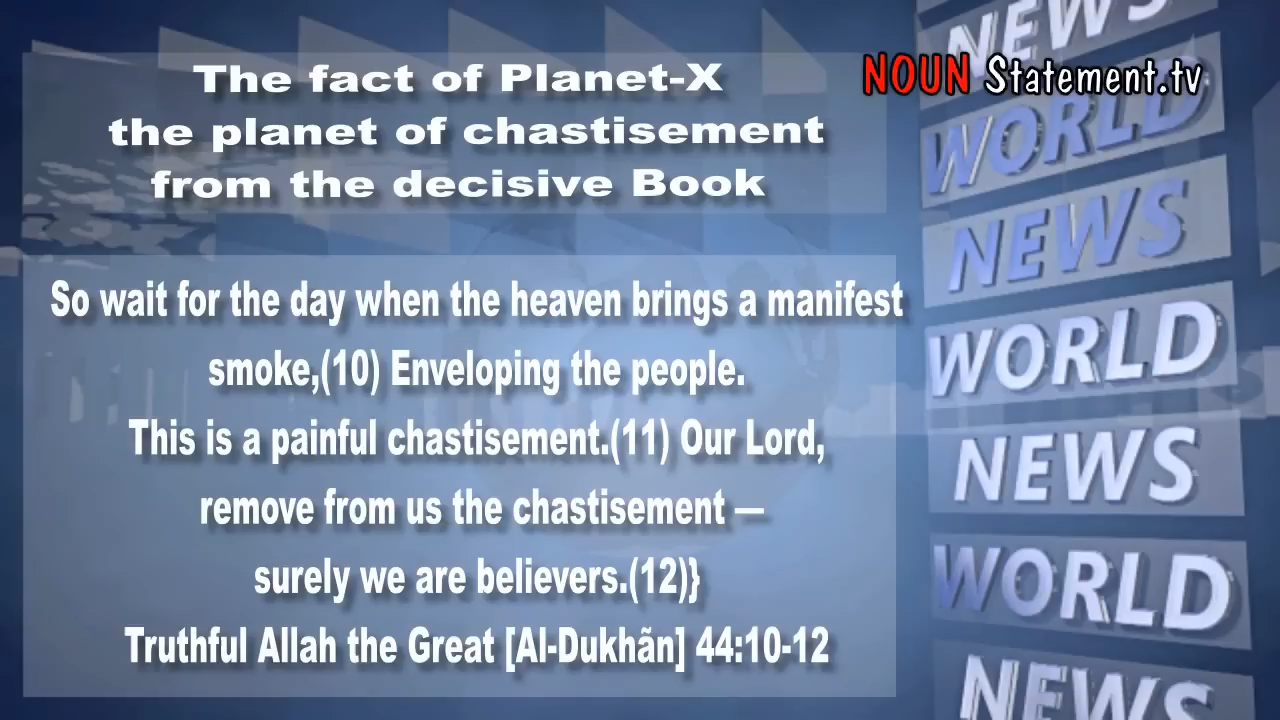 The fact of Planet-X
the planet of chastisement
from the decisive Book
NOUN Statement.tv
So wait for the day when the heaven brings a manifest
smoke,(10) Enveloping the people.
This is a painful chastisement.(11) Our Lord,
remove from us the chastisement —
surely we are believers.(12)}
Truthful Allah the Great [Al-Dukhãn] 44:10-12
NEWS
WORLD
NEWS
WORLD
NEWS
WORLD
NEWS